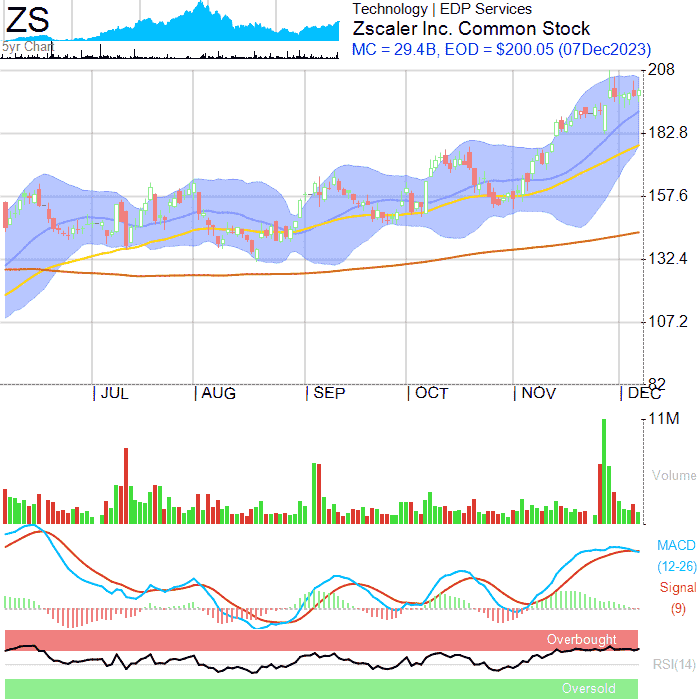 ZS
5yr Chart
Technology | EDP Services
Zscaler Inc. Common Stock
MC = 29.4B, EOD = $200.05 (07Dec2023)
208
182.8
157.6
132.4
107.2
82
JUL AUG SEP OCT NOV DEC
11M
Volume
MACD
(12-26)
Signal
(9)
Overbought
RSI(14)
Oversold